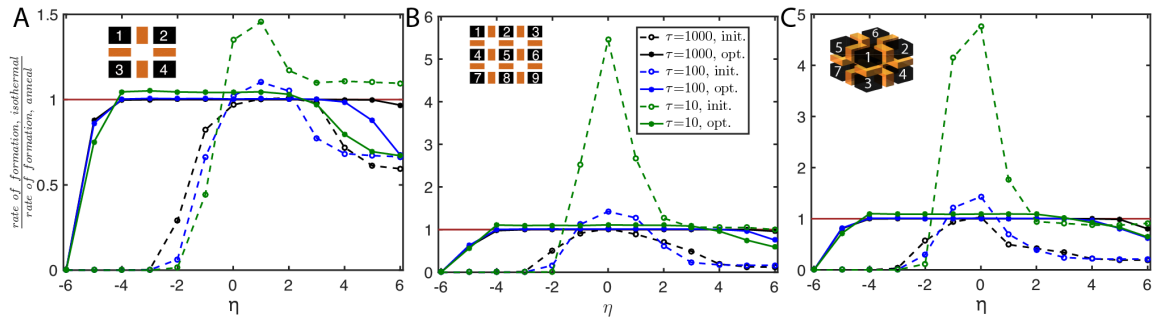 A
B
C
rate of formation, isothermal
rate of formation, annealed
1.5
1
0.5
0
-6 -4 -2 0 2 4 6
η
1 2
3 4
6
5
4
3
2
1
0
-6 -4 -2 0 2 4 6
η
1 2 3
4 5 6
7 8 9
τ=1000, init.
τ=1000, opt.
τ=100, init.
τ=100, opt.
τ=10, init.
τ=10, opt.
5
4
3
2
1
0
-6 -4 -2 0 2 4 6
η
6
5 1 2
7 4
3